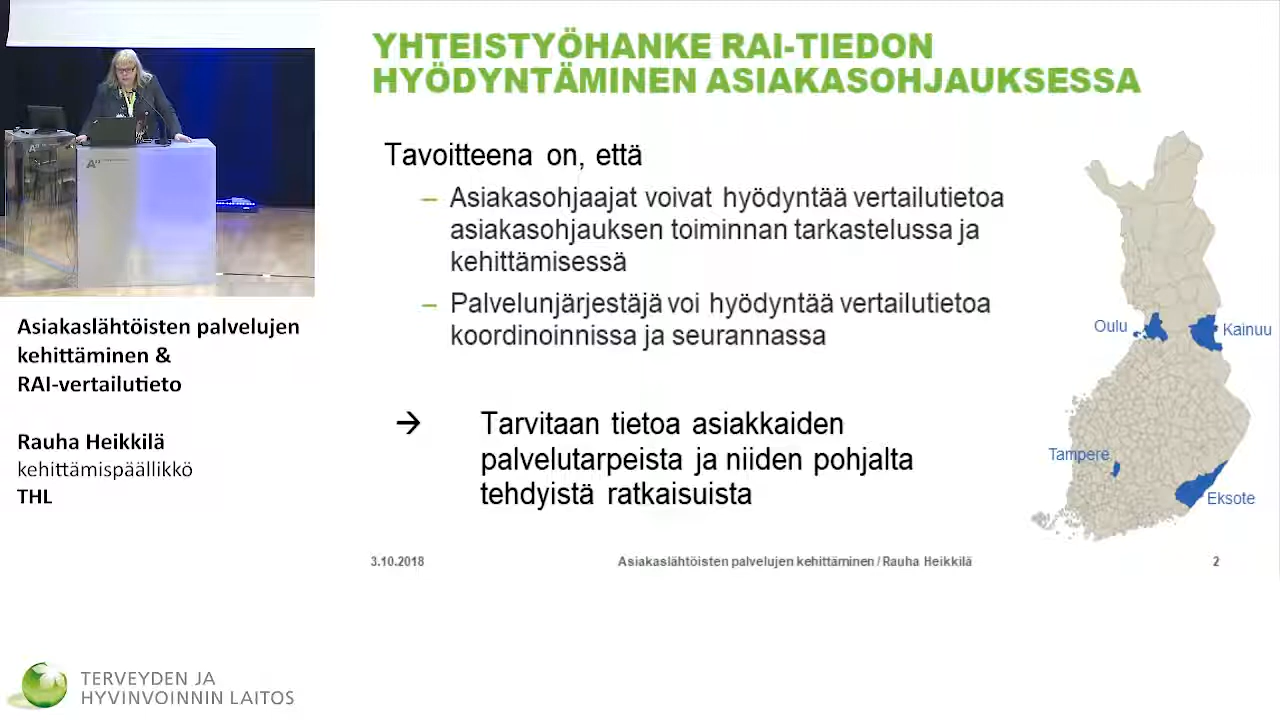 YHTEISTYÖHANKE RAI-TIEDON
HYÖDYNTÄMINEN ASIAKASOHJAUKSESSA
Tavoitteena on, että
– Asiakasohjaajat voivat hyödyntää vertailutietoa
asiakasohjauksen toiminnan tarkastelussa ja
kehittämisessä
– Palvelunjärjestäjä voi hyödyntää vertailutietoa
koordinoinnissa ja seurannassa
→ Tarvitaan tietoa asiakkaiden
palvelutarpeista ja niiden pohjalta
tehdyistä ratkaisuista
Oulu
Kainuu
Tampere
Eksote
3.10.2018
Asiakaslähtöisten palvelujen kehittäminen / Rauha Heikkilä
2
Asiakaslähtöisten palvelujen
kehittäminen &
RAI-vertailutieto
Rauha Heikkilä
kehittämispäällikkö
THL
TERVEYDEN JA
HYVINVOINNIN LAITOS